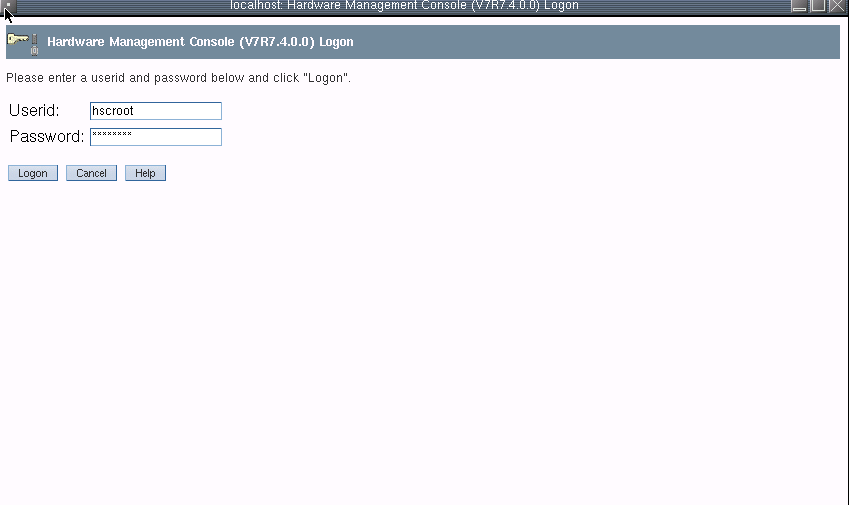 localhost: Hardware Management Console (V7R7.4.0.0) Logon
Hardware Management Console (V7R7.4.0.0) Logon
Please enter a userid and password below and click "Logon".
Userid: hscroot
Password: ********
Logon Cancel Help